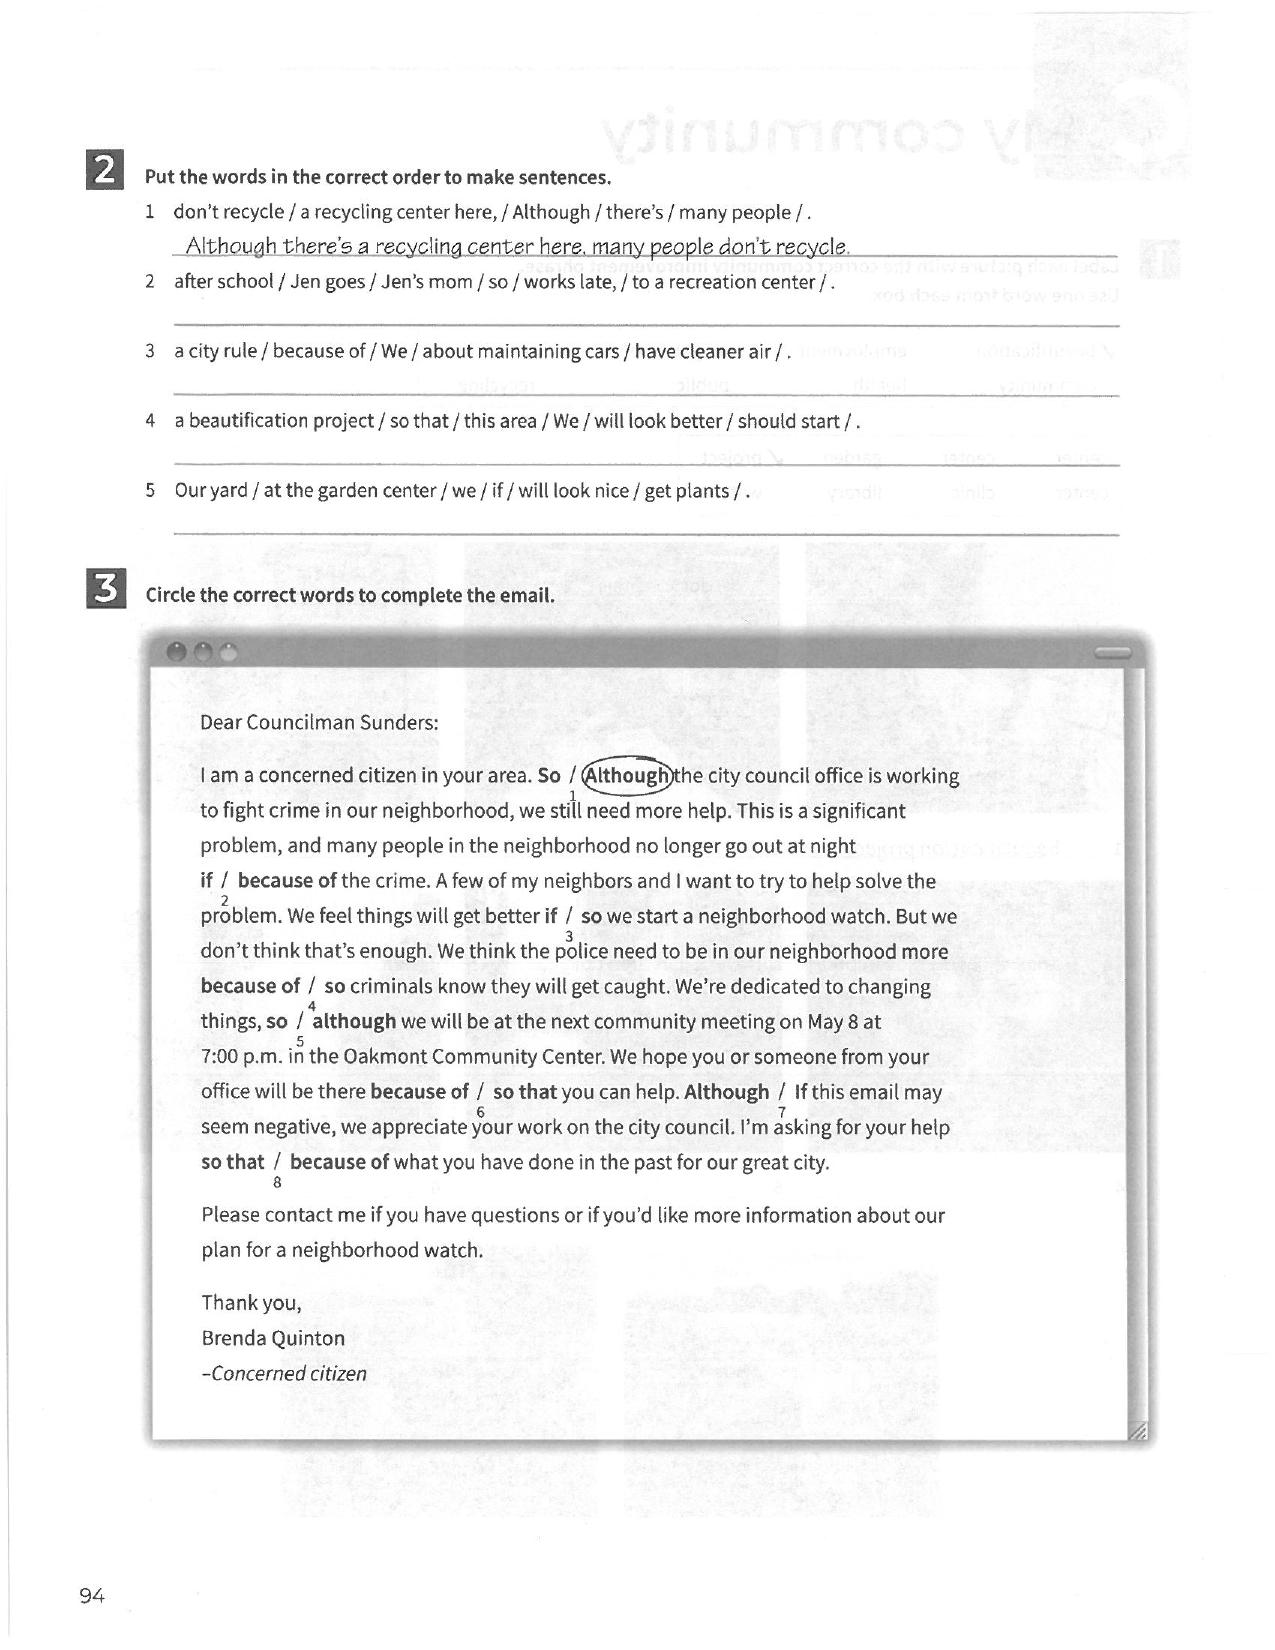 My community
2 Put the words in the correct order to make sentences.
1 don't recycle / a recycling center here, / Although / there's / many people / .
Although there's a recycling center here, many people don't recycle.
2 after school / Jen goes / Jen's mom / so / works late, / to a recreation center / .
3 a city rule / because of / We / about maintaining cars / have cleaner air / .
4 a beautification project / so that / this area / We / will look better / should start / .
5 Our yard / at the garden center / we / if / will look nice / get plants / .
3 Circle the correct words to complete the email.
Dear Councilman Sunders:
I am a concerned citizen in your area. So / Although the city council office is working
1
to fight crime in our neighborhood, we still need more help. This is a significant
problem, and many people in the neighborhood no longer go out at night
if / because of the crime. A few of my neighbors and I want to try to help solve the
2
problem. We feel things will get better if / so we start a neighborhood watch. But we
3
don't think that's enough. We think the police need to be in our neighborhood more
because of / so criminals know they will get caught. We're dedicated to changing
4
things, so / although we will be at the next community meeting on May 8 at
5
7:00 p.m. in the Oakmont Community Center. We hope you or someone from your
office will be there because of / so that you can help. Although / If this email may
6 7
seem negative, we appreciate your work on the city council. I'm asking for your help
so that / because of what you have done in the past for our great city.
8
Please contact me if you have questions or if you'd like more information about our
plan for a neighborhood watch.
Thank you,
Brenda Quinton
–Concerned citizen
94